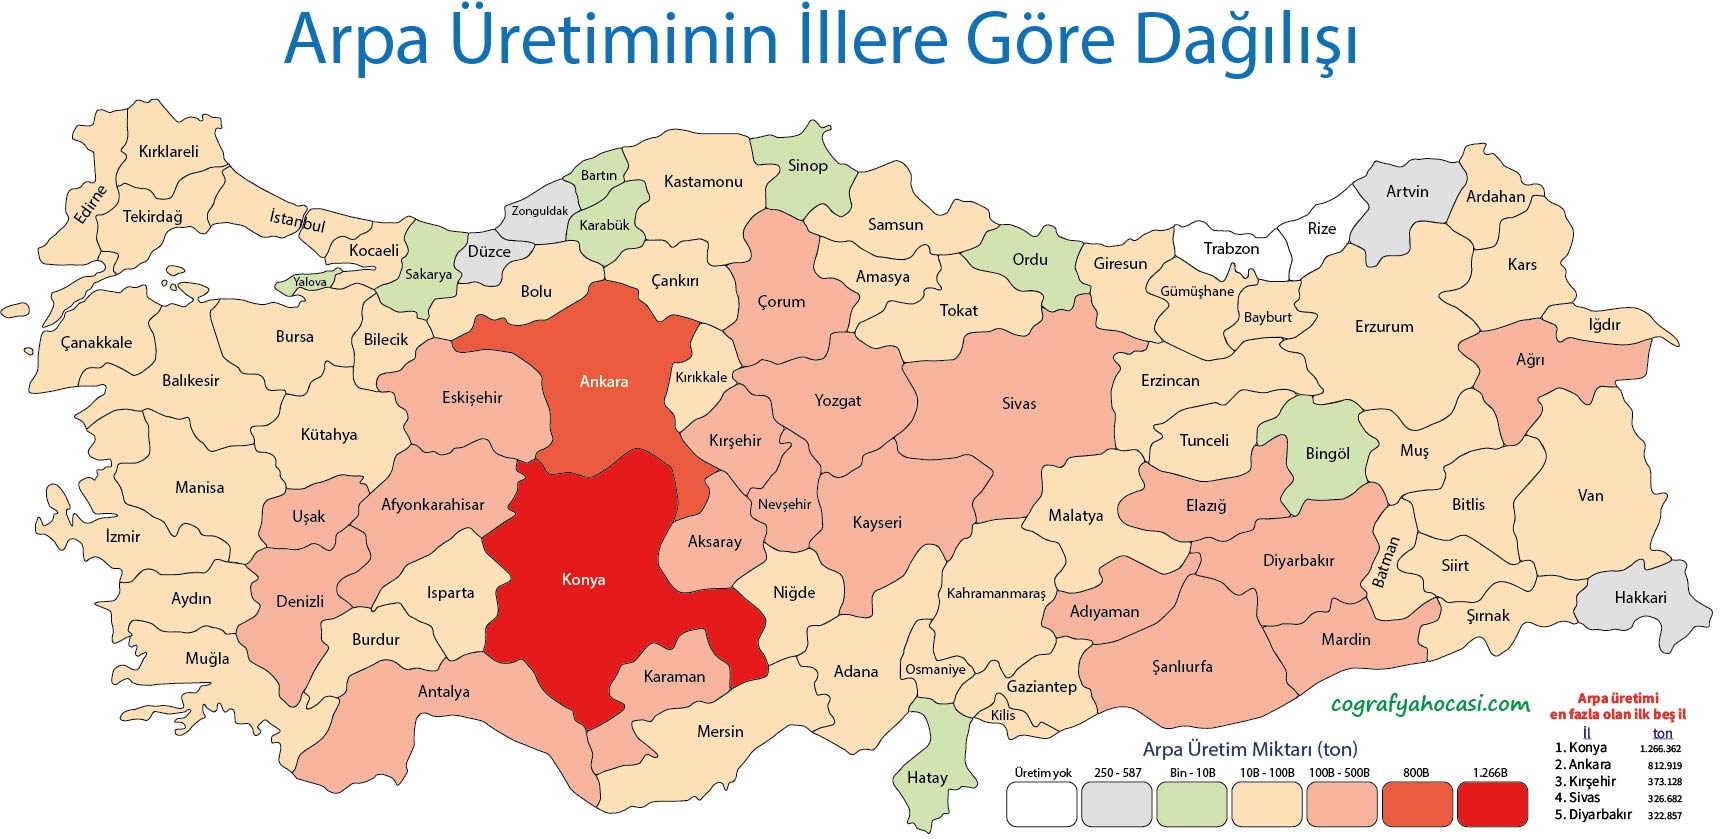 Arpa Üretiminin İllere Göre Dağılışı
Kırklareli
Edirne
Tekirdağ
İstanbul
Kocaeli
Yalova
Sakarya
Düzce
Zonguldak
Bartın
Karabük
Kastamonu
Sinop
Samsun
Ordu
Giresun
Trabzon
Rize
Artvin
Ardahan
Kars
Iğdır
Ağrı
Erzurum
Bayburt
Gümüşhane
Tokat
Amasya
Çorum
Çankırı
Bolu
Bilecik
Bursa
Çanakkale
Balıkesir
Kütahya
Eskişehir
Ankara
Kırıkkale
Kırşehir
Yozgat
Sivas
Erzincan
Tunceli
Bingöl
Muş
Bitlis
Van
Hakkari
Şırnak
Siirt
Batman
Diyarbakır
Elazığ
Malatya
Kayseri
Nevşehir
Aksaray
Konya
Afyonkarahisar
Uşak
Manisa
İzmir
Aydın
Denizli
Isparta
Burdur
Muğla
Antalya
Karaman
Niğde
Mersin
Adana
Kahramanmaraş
Osmaniye
Adıyaman
Gaziantep
Kilis
Şanlıurfa
Mardin
Hatay
cografyahocasi.com
Arpa Üretim Miktarı (ton)
Üretim yok 250 - 587 Bin - 10B 10B - 100B 100B - 500B 800B 1.266B
Arpa üretimi
en fazla olan ilk beş il
İl ton
1. Konya 1.266.362
2. Ankara 812.919
3. Kırşehir 373.128
4. Sivas 326.682
5. Diyarbakır 322.857